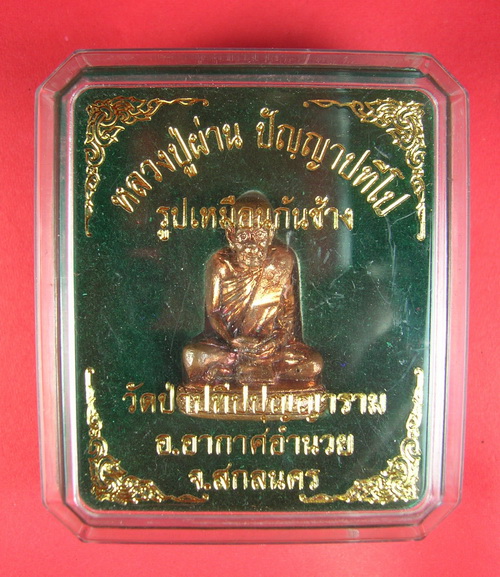 หลวงปู่ผ่าน ปัญญาปทีโป
รูปเหมือนก้นช้าง
วัดป่าปทีปปุญญาราม
อ.อากาศอำนวย
จ.สกลนคร